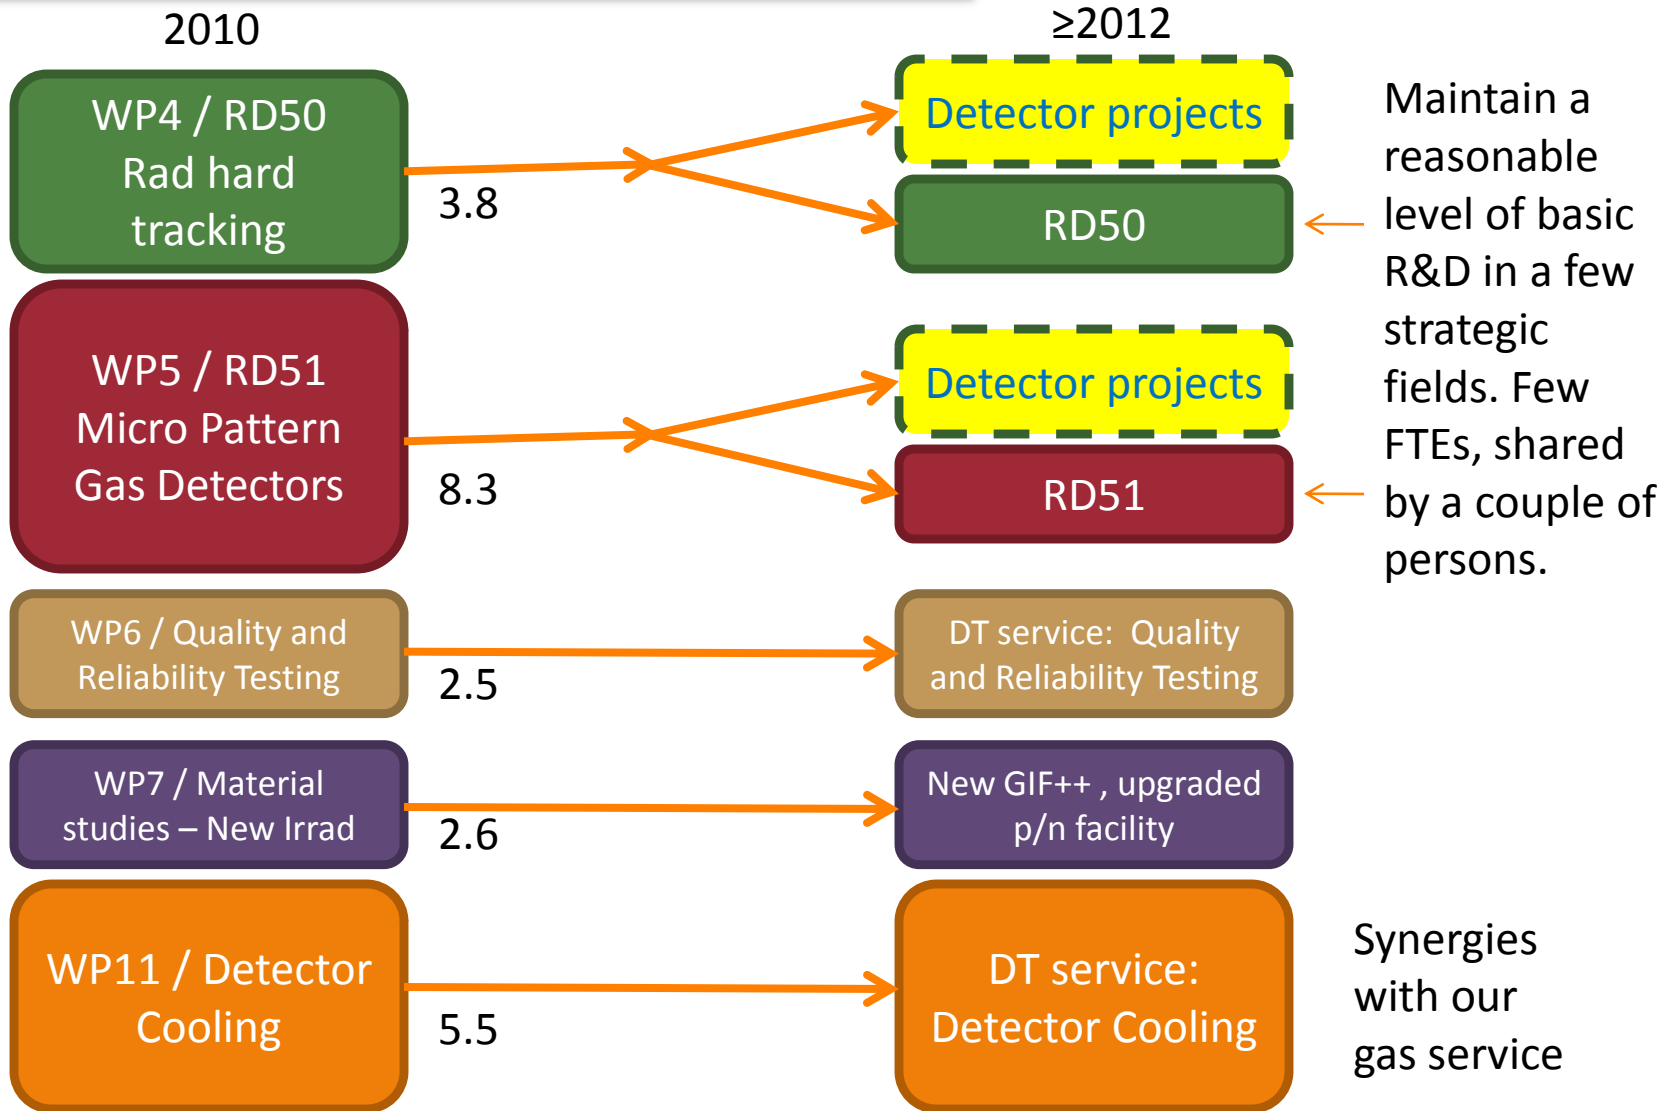 2010
≥2012
WP4 / RD50
Rad hard
tracking
3.8
Detector projects
RD50
Maintain a
reasonable
level of basic
R&D in a few
strategic
fields. Few
FTEs, shared
by a couple of
persons.
WP5 / RD51
Micro Pattern
Gas Detectors
8.3
Detector projects
RD51
WP6 / Quality and
Reliability Testing
2.5
DT service:  Quality
and Reliability Testing
WP7 / Material
studies – New Irrad
2.6
New GIF++ , upgraded
p/n facility
WP11 / Detector
Cooling
5.5
DT service:
Detector Cooling
Synergies
with our
gas service